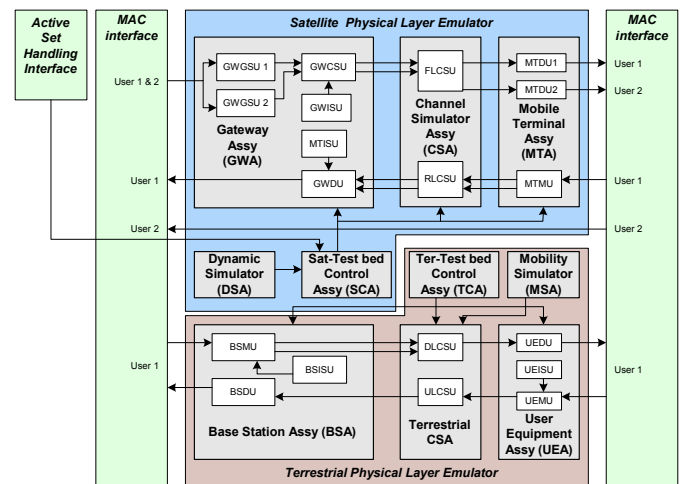 Active
Set
Handling
Interface
MAC
interface
Satellite Physical Layer Emulator
MAC
interface
GWGSU 1
GWCSU
FLCSU
MTDU1
User 1
User 1 & 2
GWGSU 2
MTDU2
User 2
GWISU
Gateway
Assy
(GWA)
Channel
Simulator
Assy
(CSA)
Mobile
Terminal
Assy
(MTA)
MTISU
User 1
GWDU
RLCSU
MTMU
User 1
User 2
User 2
Dynamic
Simulator
(DSA)
Sat-Test bed
Control
Assy (SCA)
Ter-Test bed
Control
Assy (TCA)
Mobility
Simulator
(MSA)
BSMU
DLCSU
UEDU
User 1
BSISU
UEISU
User 1
BSDU
ULCSU
UEMU
Base Station Assy (BSA)
Terrestrial
CSA
User
Equipment
Assy (UEA)
Terrestrial Physical Layer Emulator